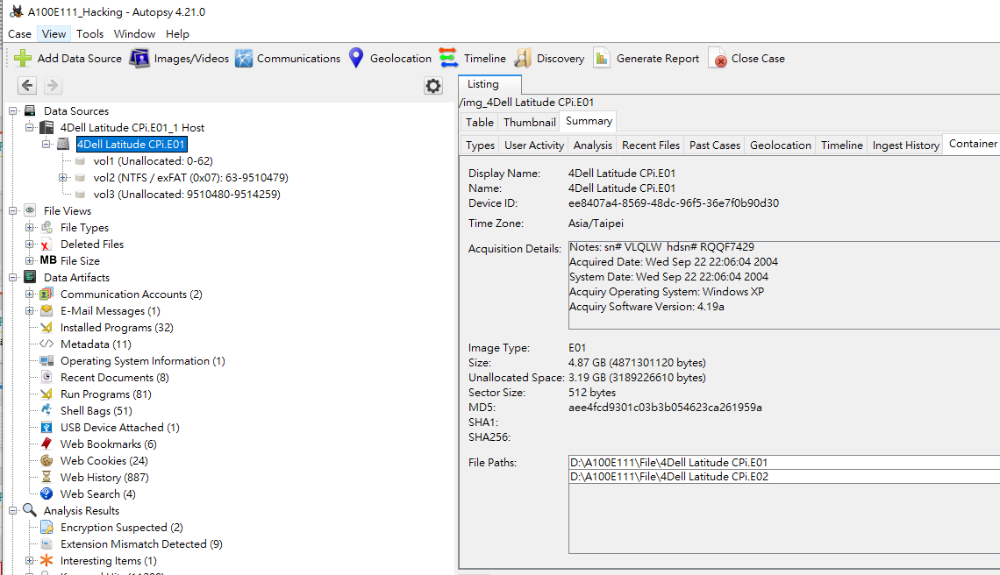 A100E111_Hacking - Autopsy 4.21.0
Case View Tools Window Help
Add Data Source Images/Videos Communications Geolocation Timeline Discovery Generate Report Close Case
Data Sources
4Dell Latitude CPi.E01_1 Host
4Dell Latitude CPi.E01
vol1 (Unallocated: 0-62)
vol2 (NTFS / exFAT (0x07): 63-9510479)
vol3 (Unallocated: 9510480-9514259)
File Views
File Types
Deleted Files
MB File Size
Data Artifacts
Communication Accounts (2)
E-Mail Messages (1)
Installed Programs (32)
Metadata (11)
Operating System Information (1)
Recent Documents (8)
Run Programs (81)
Shell Bags (51)
USB Device Attached (1)
Web Bookmarks (6)
Web Cookies (24)
Web History (887)
Web Search (4)
Analysis Results
Encryption Suspected (2)
Extension Mismatch Detected (9)
Interesting Items (1)
Listing
/img_4Dell Latitude CPi.E01
Table Thumbnail Summary
Types User Activity Analysis Recent Files Past Cases Geolocation Timeline Ingest History Container
Display Name: 4Dell Latitude CPi.E01
Name: 4Dell Latitude CPi.E01
Device ID: ee8407a4-8569-48dc-96f5-36e7f0b90d30
Time Zone: Asia/Taipei
Acquisition Details: Notes: sn# VLQLW hdsn# RQQF7429
Acquired Date: Wed Sep 22 22:06:04 2004
System Date: Wed Sep 22 22:06:04 2004
Acquiry Operating System: Windows XP
Acquiry Software Version: 4.19a
Image Type: E01
Size: 4.87 GB (4871301120 bytes)
Unallocated Space: 3.19 GB (3189226610 bytes)
Sector Size: 512 bytes
MD5: aee4fcd9301c03b3b054623ca261959a
SHA1:
SHA256:
File Paths: D:\A100E111\File\4Dell Latitude CPi.E01
D:\A100E111\File\4Dell Latitude CPi.E02